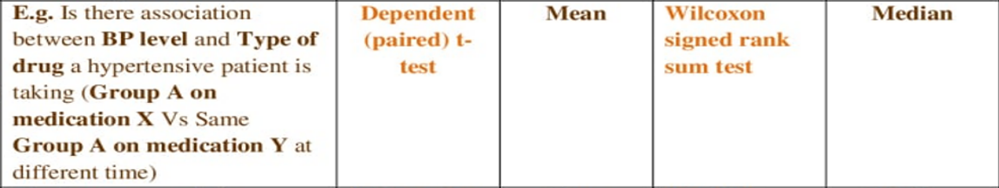 E.g. Is there association
between BP level and Type of
drug a hypertensive patient is
taking (Group A on
medication X Vs Same
Group A on medication Y at
different time)
Dependent
(paired) t-
test
Mean
Wilcoxon
signed rank
sum test
Median